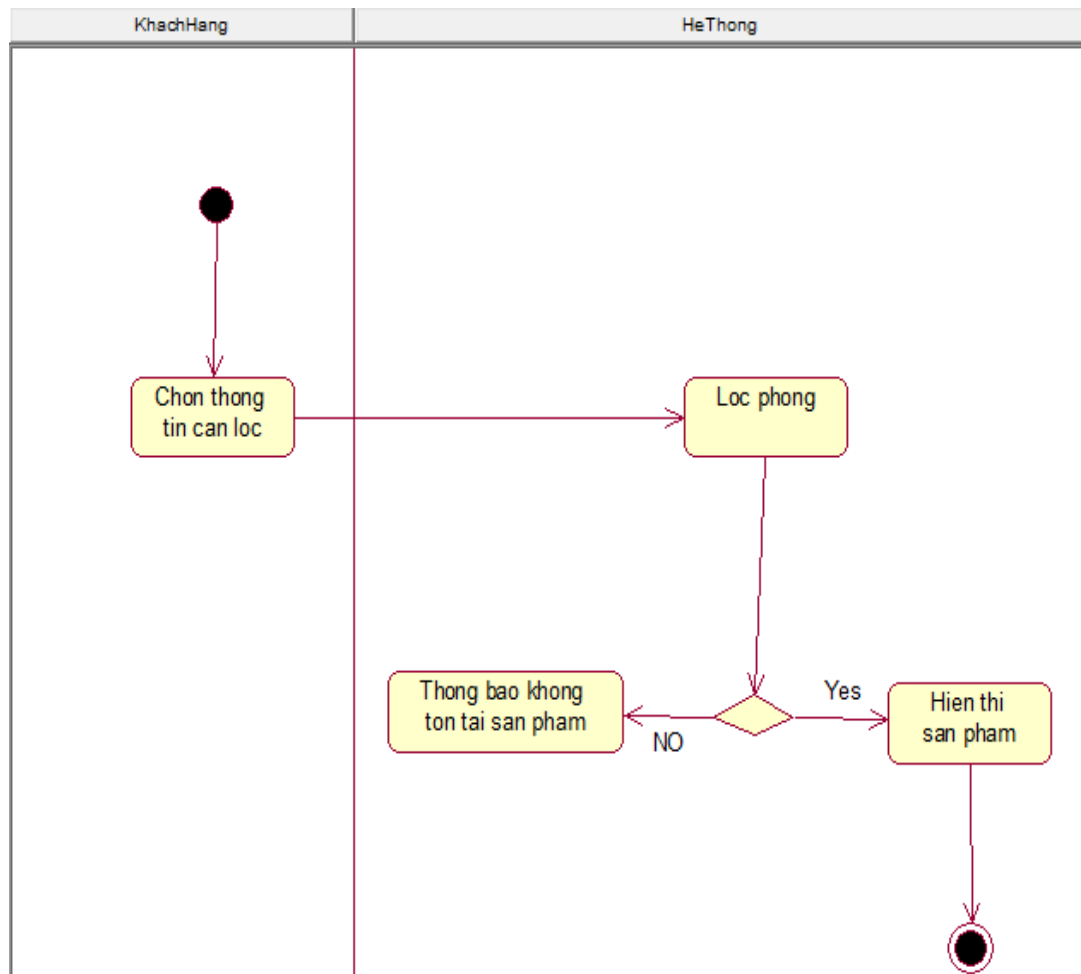 KhachHang
HeThong
Chon thong
tin can loc
Loc phong
Thong bao khong
ton tai san pham
NO
Yes
Hien thi
san pham